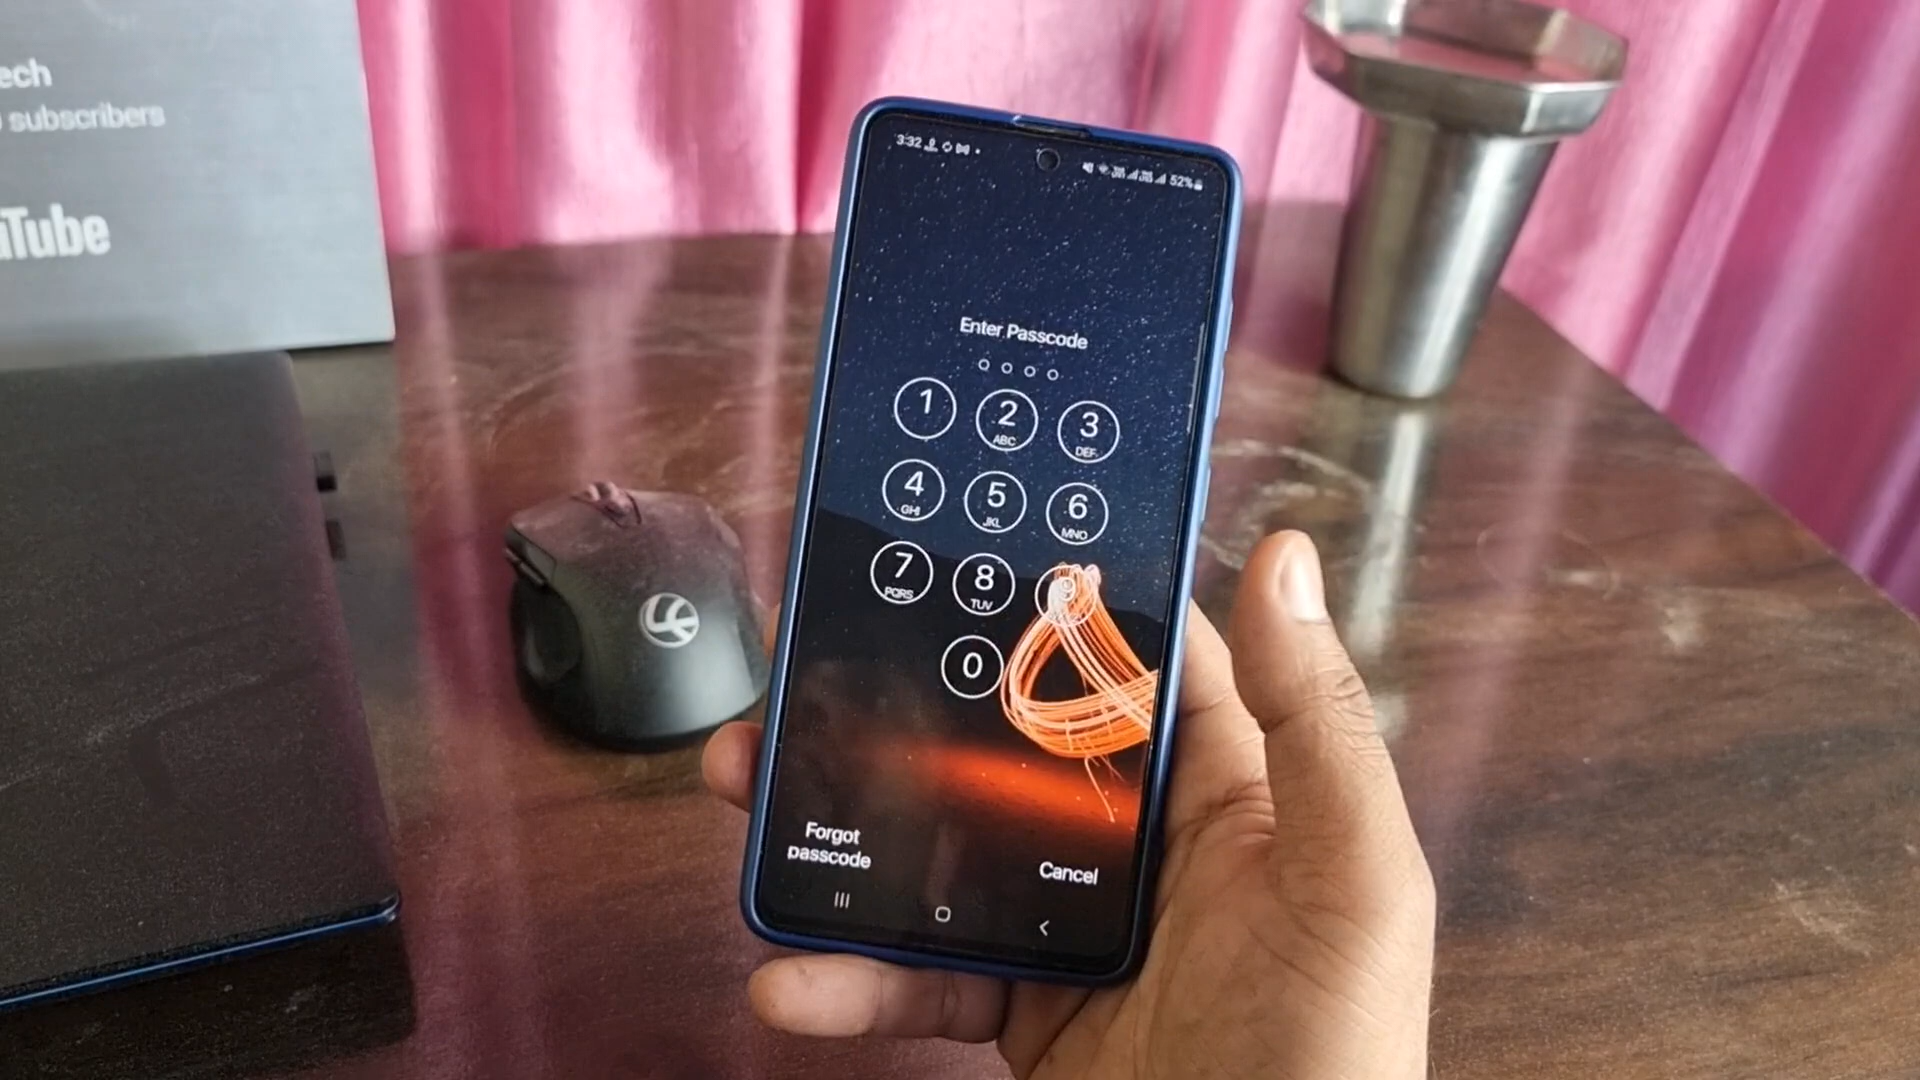 ech
subscribers
uTube
3:32
52%
Enter Passcode
1
2
ABC
3
DEF
4
GHI
5
JKL
6
MNO
7
PQRS
8
TUV
9
0
Forgot
passcode
Cancel